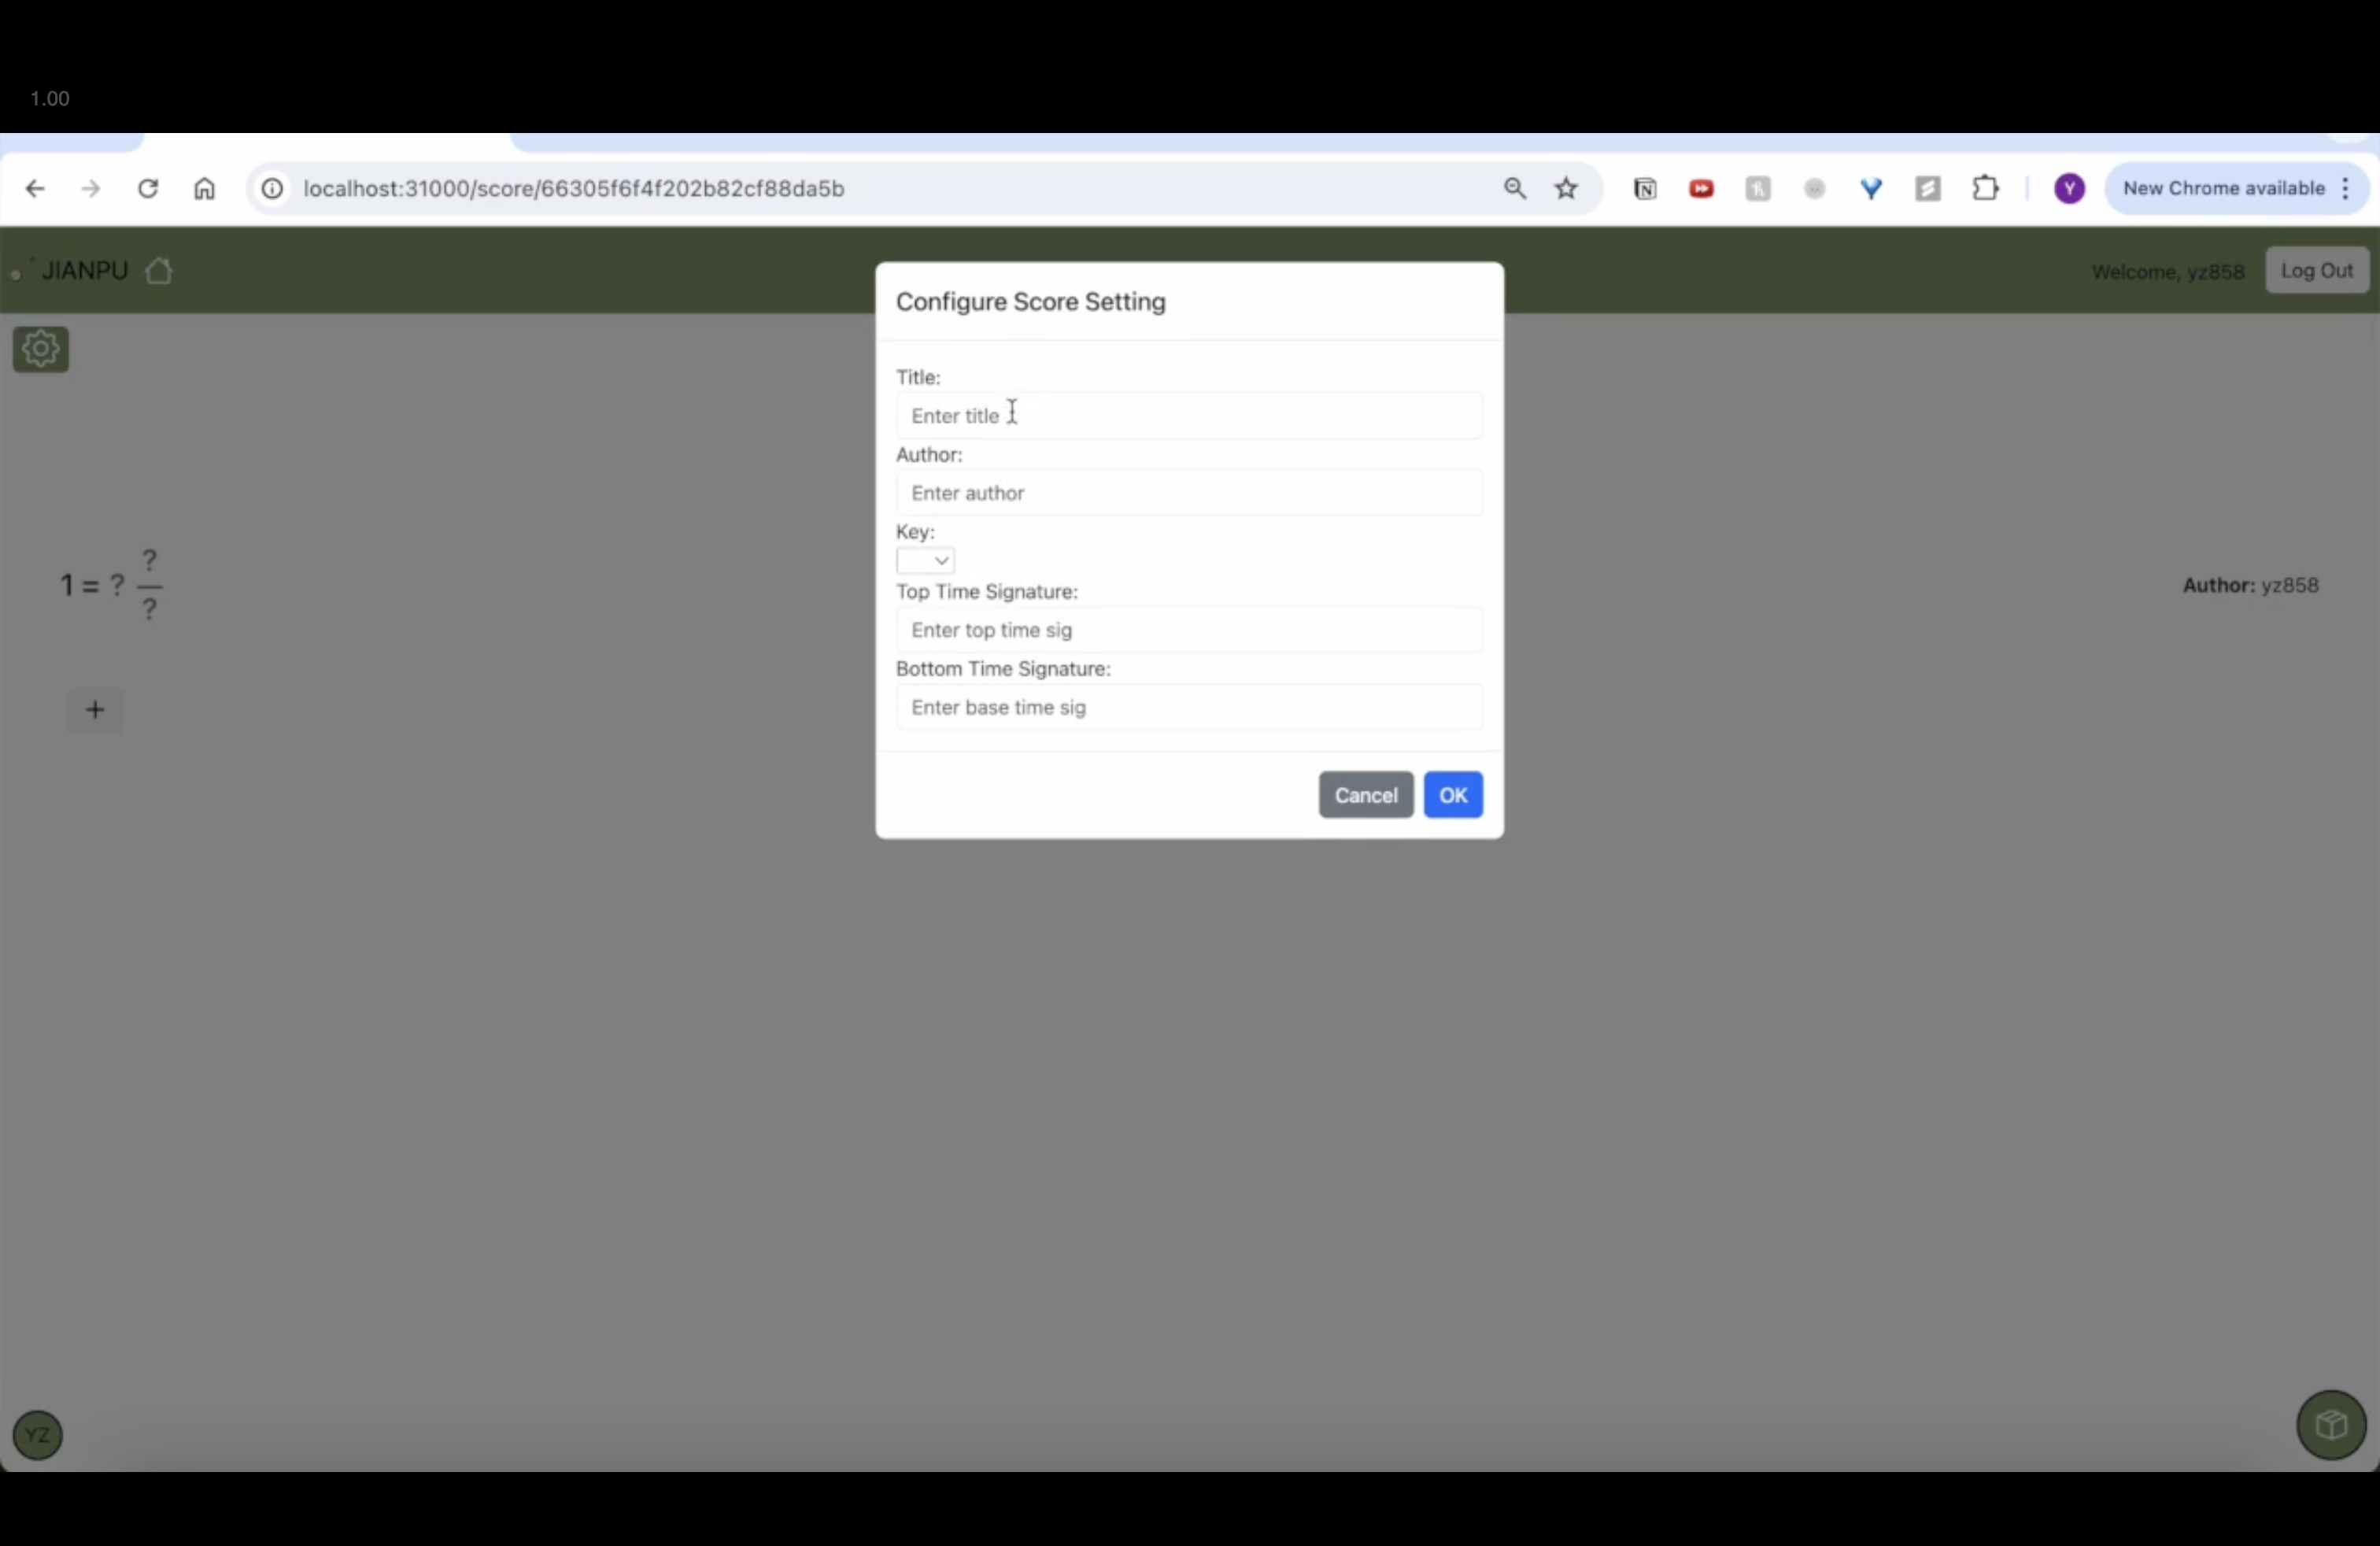 1.00
localhost:31000/score/66305f6f4f202b82cf88da5b
Y
New Chrome available
JIANPU
Welcome, yz858
Log Out
Configure Score Setting
Title:
Enter title
Author:
Enter author
Key:
Top Time Signature:
Enter top time sig
Bottom Time Signature:
Enter base time sig
Cancel
OK
?
1 = ?
?
Author: yz858
+
YZ